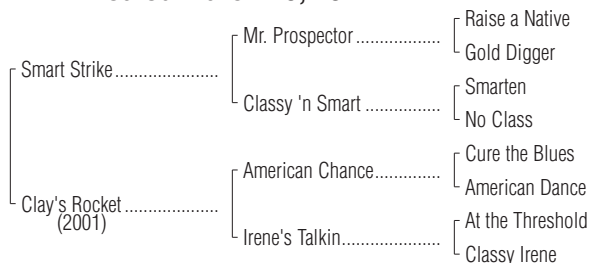 Smart Strike
Mr. Prospector
Raise a Native
Gold Digger
Classy 'n Smart
Smarten
No Class
Clay's Rocket
(2001)
American Chance
Cure the Blues
American Dance
Irene's Talkin
At the Threshold
Classy Irene